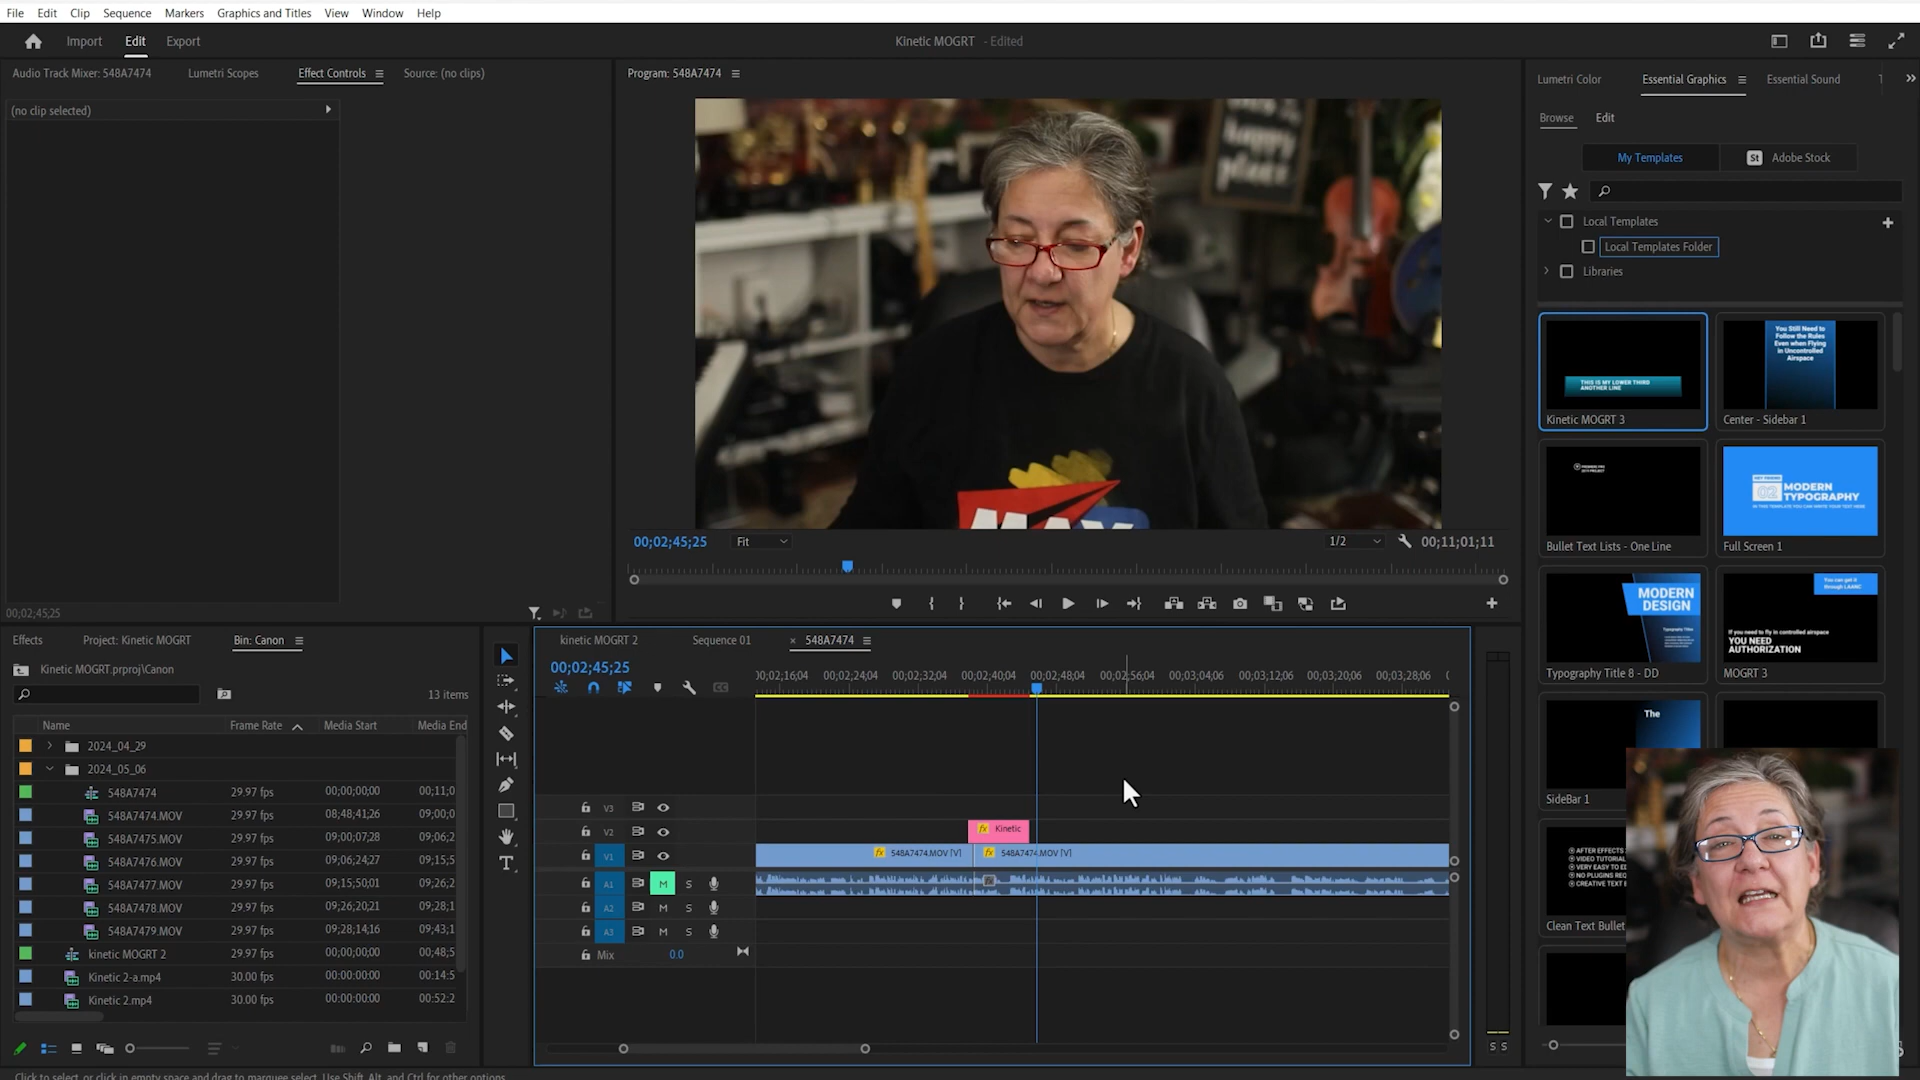 File Edit Clip Sequence Markers Graphics and Titles View Window Help
Import Edit Export
Kinetic MOGRT - Edited
Audio Track Mixer: 548A7474 Lumetri Scopes Effect Controls Source: (no clips)
(no clip selected)
00;02;45;25
Program: 548A7474
happy
place.
MAX
00;02;45;25 Fit 1/2 00;11;01;11
Lumetri Color Essential Graphics Essential Sound
Browse Edit
My Templates St Adobe Stock
Local Templates
Local Templates Folder
Libraries
THIS IS MY LOWER THIRD
ANOTHER LINE
Kinetic MOGRT 3
You Still Need to
Follow the Rules
Even when Flying
in Uncontrolled
Airspace
Center - Sidebar 1
Bullet Text Lists - One Line
02 MODERN
TYPOGRAPHY
Full Screen 1
MODERN
DESIGN
Typography Title 8 - DD
You can get it
through LAANC
If you need to fly in controlled airspace
YOU NEED
AUTHORIZATION
MOGRT 3
The
SideBar 1
AFTER EFFECTS
VIDEO TUTORIAL
VERY EASY TO E
NO PLUGINS REQ
CREATIVE TEXT B
Clean Text Bullet
Effects Project: Kinetic MOGRT Bin: Canon
Kinetic MOGRT.prproj\Canon
13 items
Name Frame Rate Media Start Media End
2024_04_29
2024_05_06
548A7474 29.97 fps 00;00;00;00 00;11;0
548A7474.MOV 29.97 fps 08;48;41;26 09;00;0
548A7475.MOV 29.97 fps 09;00;07;28 09;06;2
548A7476.MOV 29.97 fps 09;06;24;27 09;15;5
548A7477.MOV 29.97 fps 09;15;50;01 09;26;2
548A7478.MOV 29.97 fps 09;26;20;21 09;28;1
548A7479.MOV 29.97 fps 09;28;14;16 09;43;1
kinetic MOGRT 2 29.97 fps 00;00;00;00 00;48;5
Kinetic 2-a.mp4 30.00 fps 00:00:00:00 00:14:5
Kinetic 2.mp4 30.00 fps 00:00:00:00 00:52:2
kinetic MOGRT 2 Sequence 01 × 548A7474
00;02;45;25
00;02;16;04 00;02;24;04 00;02;32;04 00;02;40;04 00;02;48;04 00;02;56;04 00;03;04;06 00;03;12;06 00;03;20;06 00;03;28;06
V3
V2 fx Kinetic
V1 fx 548A7474.MOV [V] fx 548A7474.MOV [V]
A1 M S
A2 M S
A3 M S
Mix 0.0
S S
Click to select, or click in empty space and drag to marquee select. Use Shift, Alt, and Ctrl for other options.